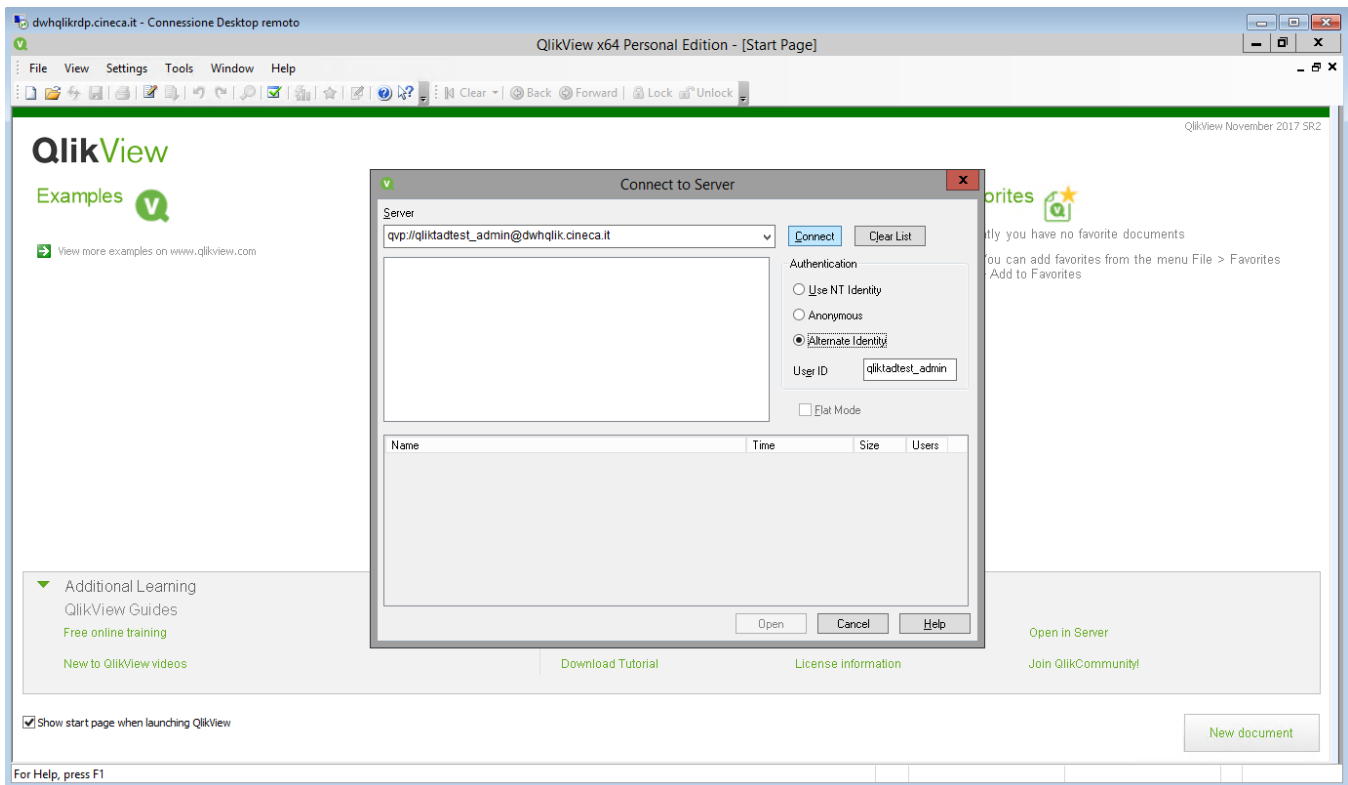 dwhqlikrdp.cineca.it - Connessione Desktop remoto
QlikView x64 Personal Edition - [Start Page]
File View Settings Tools Window Help
Clear Back Forward Lock Unlock
QlikView November 2017 SR2
QlikView
Examples
View more examples on www.qlikview.com
Connect to Server
Server
qvp://qliktadtest_admin@dwhqlik.cineca.it
Connect Clear List
Authentication
Use NT Identity
Anonymous
Alternate Identity
User ID qliktadtest_admin
Flat Mode
Name Time Size Users
Open Cancel Help
orites
tly you have no favorite documents
ou can add favorites from the menu File > Favorites
Add to Favorites
Additional Learning
QlikView Guides
Free online training
Open in Server
New to QlikView videos Download Tutorial License information Join QlikCommunity!
Show start page when launching QlikView
New document
For Help, press F1